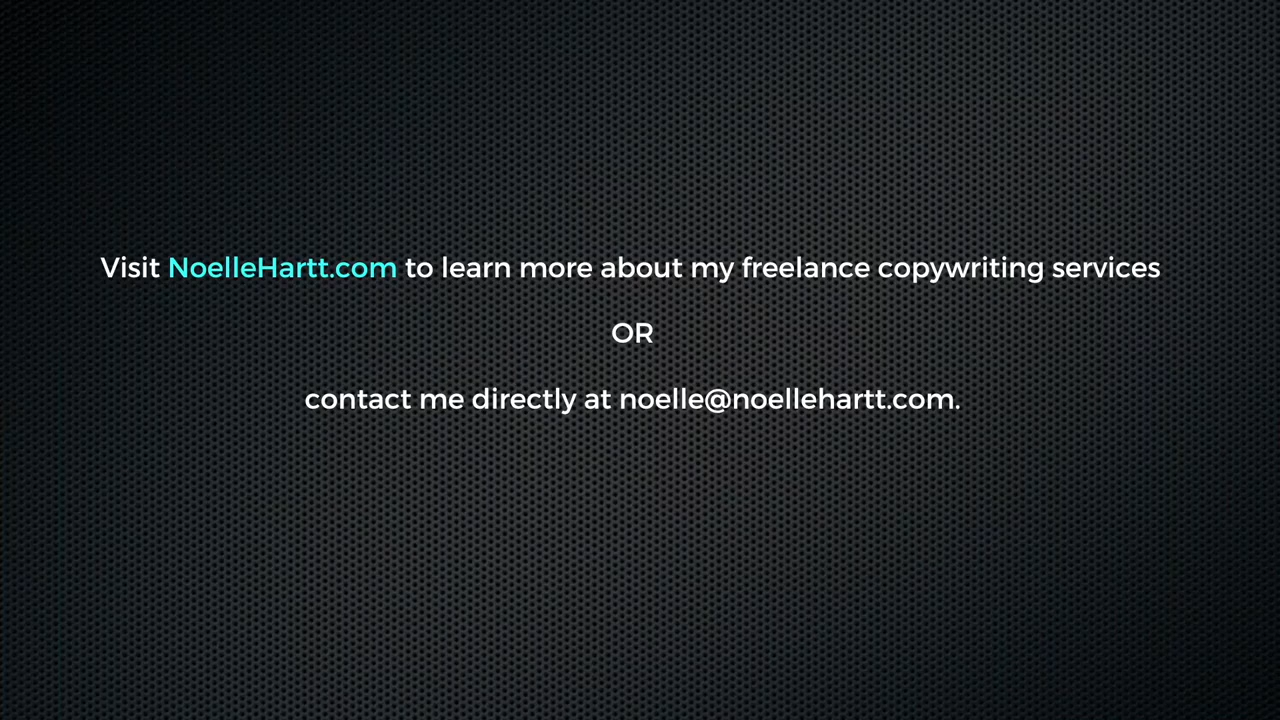 Visit NoelleHartt.com to learn more about my freelance copywriting services
OR
contact me directly at noelle@noellehartt.com.